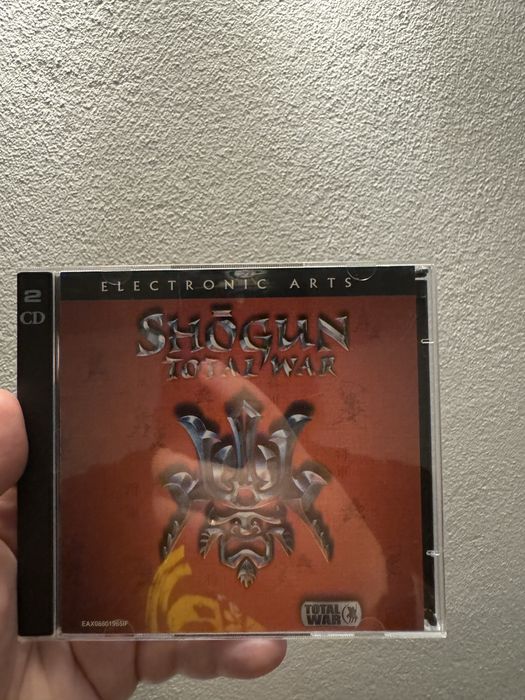 2
CD
ELECTRONIC ARTS
SHŌGUN
TOTAL WAR
TOTAL
WAR